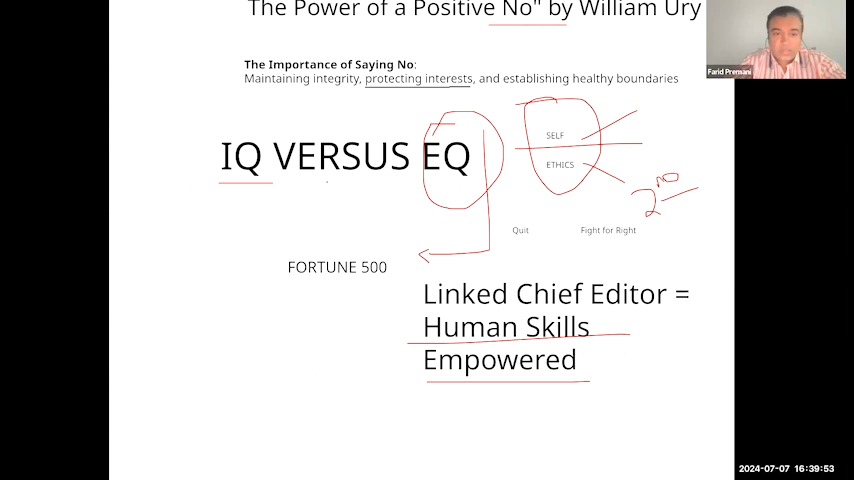 The Power of a Positive No" by William Ury
The Importance of Saying No:
Maintaining integrity, protecting interests, and establishing healthy boundaries
IQ VERSUS EQ
SELF
ETHICS
2 NO
Quit
Fight for Right
FORTUNE 500
Linked Chief Editor =
Human Skills
Empowered
Farid Premani
2024-07-07 16:39:53